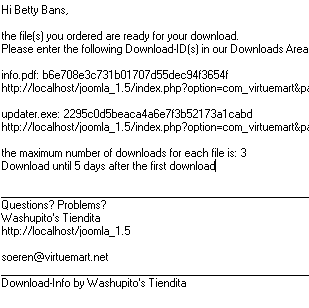 Hi Betty Bans,
the file(s) you ordered are ready for your download.
Please enter the following Download-ID(s) in our Downloads Area
info.pdf: b6e708e3c731b01707d55dec94f3654f
http://localhost/joomla_1.5/index.php?option=com_virtuemart&pa
updater.exe: 2295c0d5beaca4a6e7f3b52173a1cabd
http://localhost/joomla_1.5/index.php?option=com_virtuemart&pa
the maximum number of downloads for each file is: 3
Download until 5 days after the first download
Questions? Problems?
Washupito's Tiendita
http://localhost/joomla_1.5
soeren@virtuemart.net
Download-Info by Washupito's Tiendita